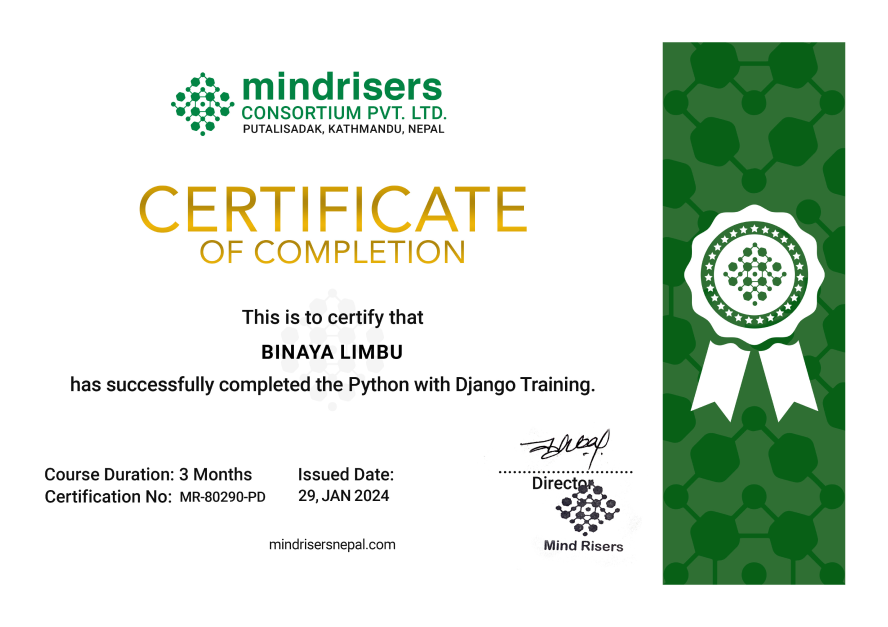 mindrisers
CONSORTIUM PVT. LTD.
PUTALISADAK, KATHMANDU, NEPAL
CERTIFICATE
OF COMPLETION
This is to certify that
BINAYA LIMBU
has successfully completed the Python with Django Training.
Course Duration: 3 Months
Certification No: MR-80290-PD
Issued Date:
29, JAN 2024
Director
Mind Risers
mindrisersnepal.com